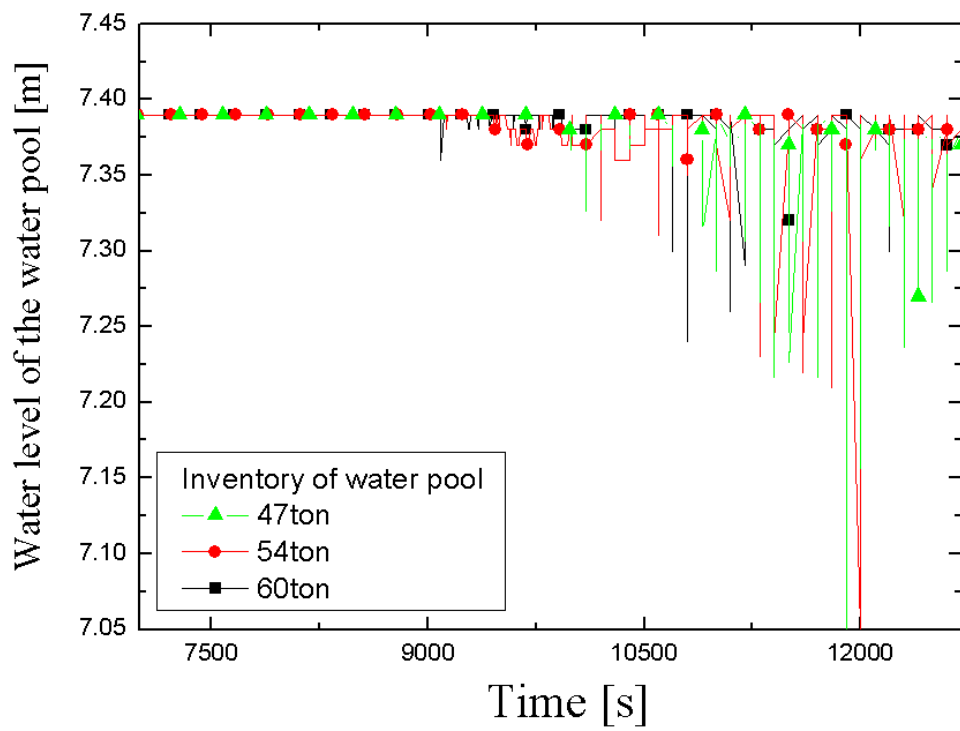 Water level of the water pool [m]
7.45
7.40
7.35
7.30
7.25
7.20
7.15
7.10
7.05
Inventory of water pool
47ton
54ton
60ton
7500
9000
10500
12000
Time [s]